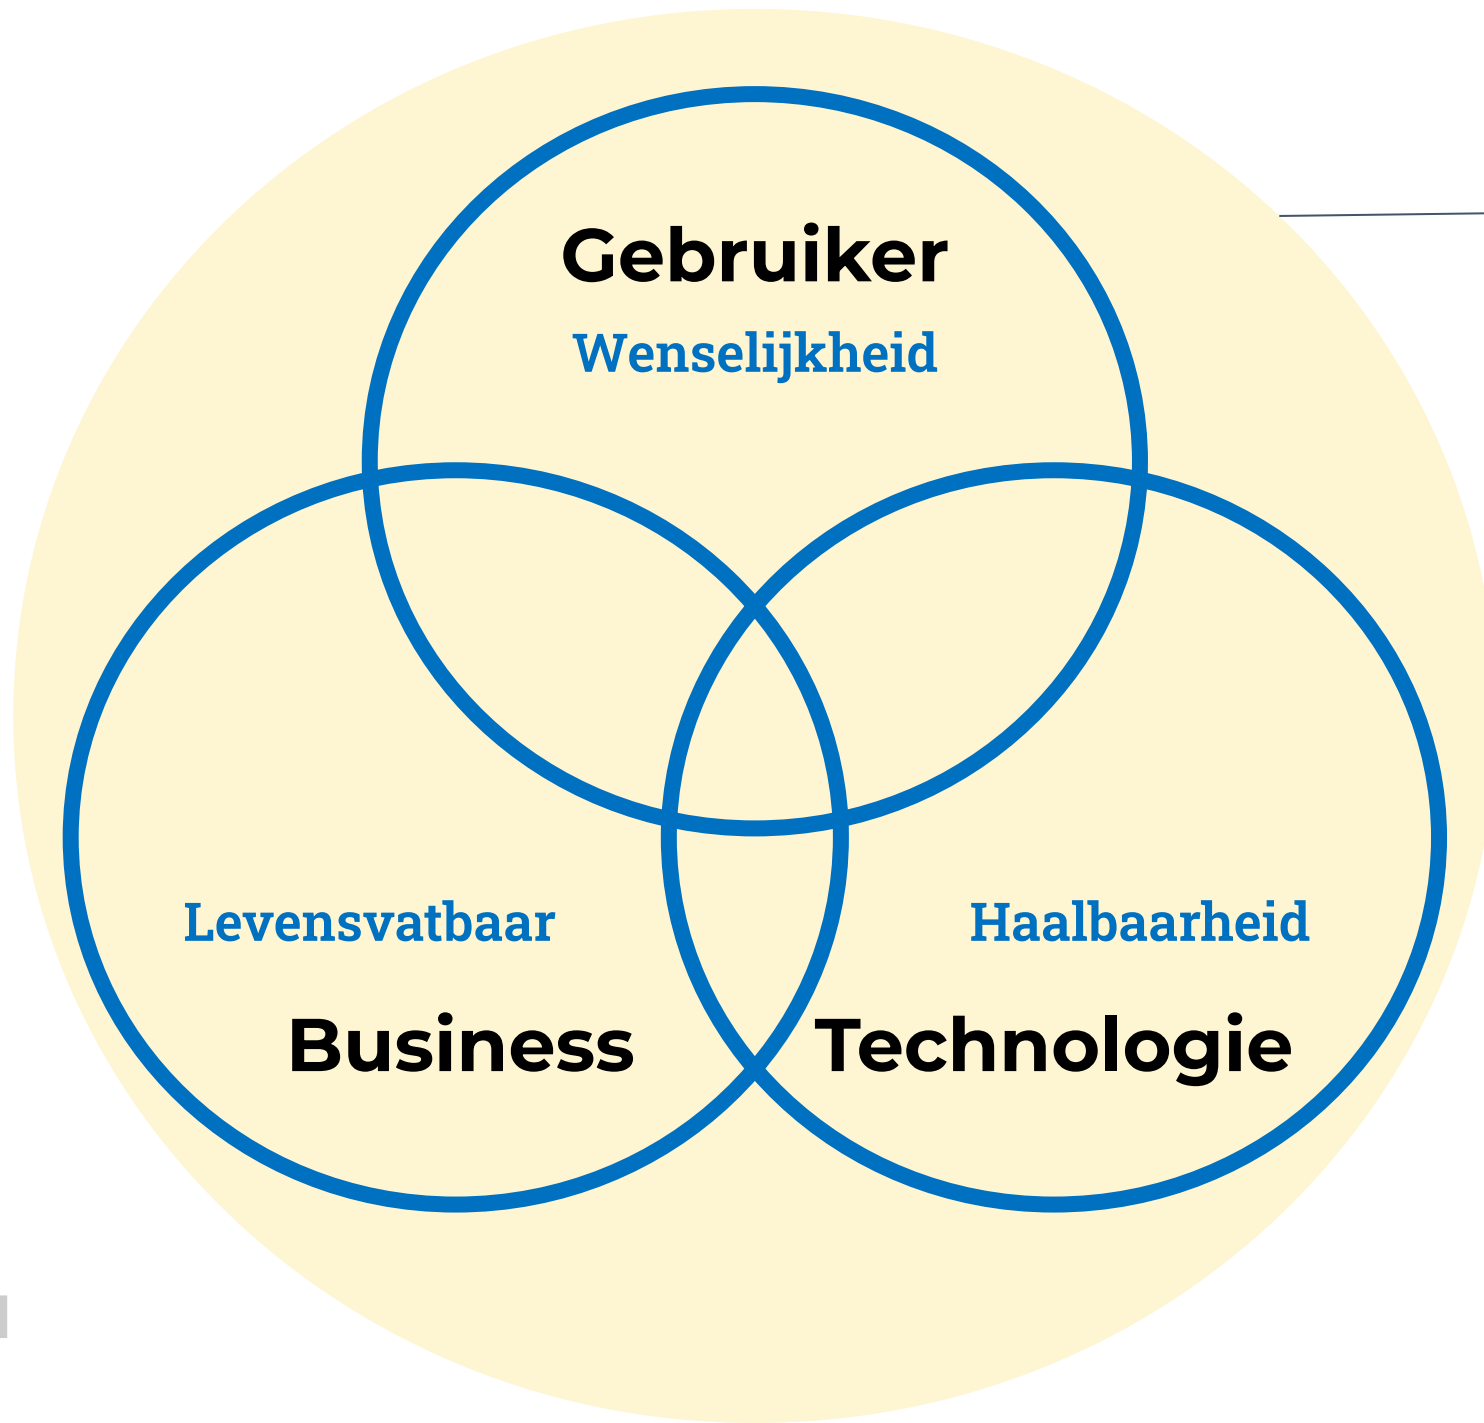 Gebruiker
Wenselijkheid
Levensvatbaar
Haalbaarheid
Business
Technologie